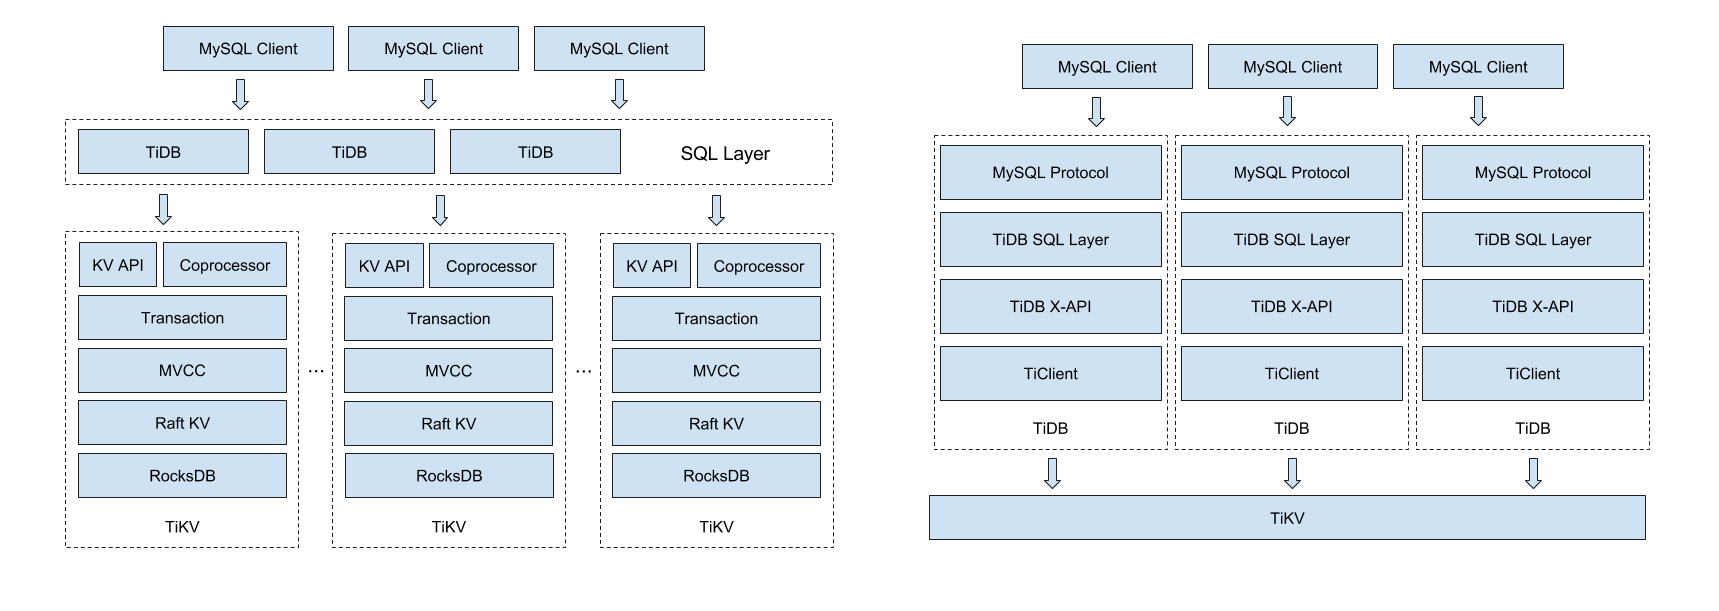 MySQL Client
MySQL Client
MySQL Client
TiDB
TiDB
TiDB
SQL Layer
KV API
Coprocessor
Transaction
MVCC
Raft KV
RocksDB
TiKV
...
KV API
Coprocessor
Transaction
MVCC
Raft KV
RocksDB
TiKV
...
KV API
Coprocessor
Transaction
MVCC
Raft KV
RocksDB
TiKV
MySQL Client
MySQL Client
MySQL Client
MySQL Protocol
TiDB SQL Layer
TiDB X-API
TiClient
TiDB
MySQL Protocol
TiDB SQL Layer
TiDB X-API
TiClient
TiDB
MySQL Protocol
TiDB SQL Layer
TiDB X-API
TiClient
TiDB
TiKV